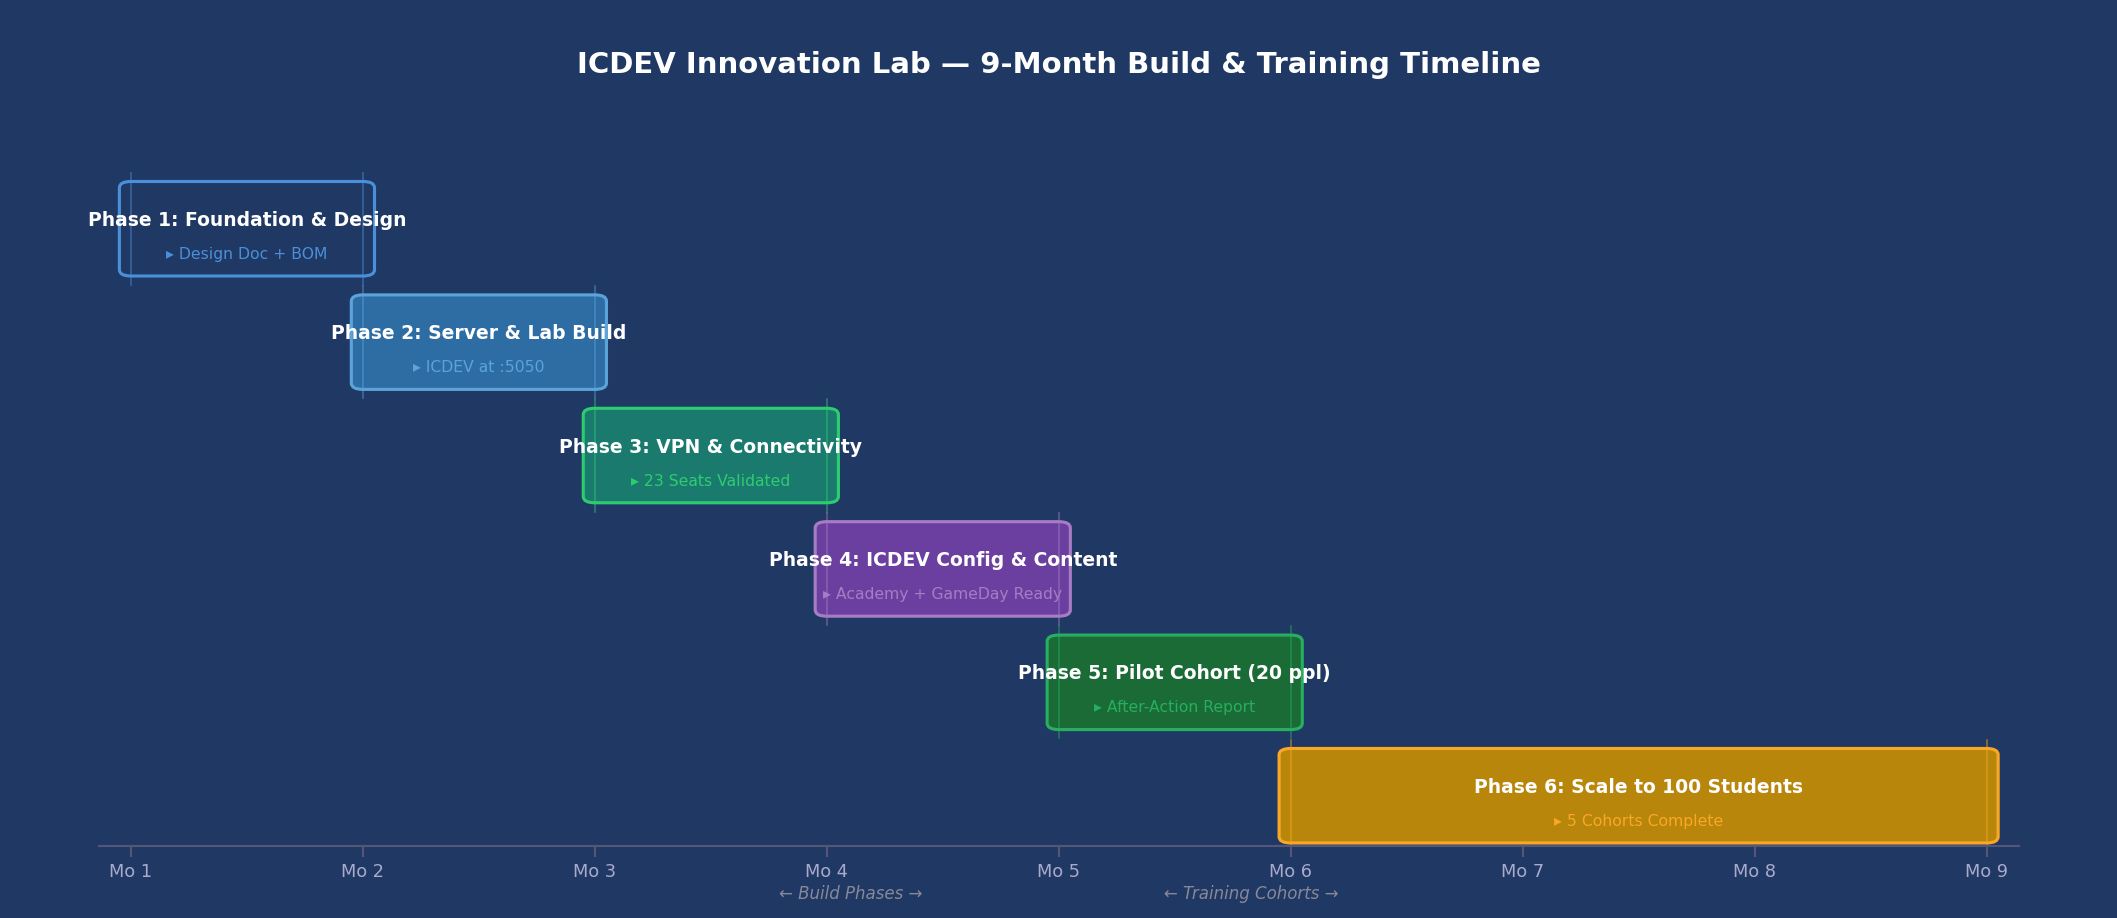 ICDEV Innovation Lab — 9-Month Build & Training Timeline
Phase 1: Foundation & Design
▸ Design Doc + BOM
Phase 2: Server & Lab Build
▸ ICDEV at :5050
Phase 3: VPN & Connectivity
▸ 23 Seats Validated
Phase 4: ICDEV Config & Content
▸ Academy + GameDay Ready
Phase 5: Pilot Cohort (20 ppl)
▸ After-Action Report
Phase 6: Scale to 100 Students
▸ 5 Cohorts Complete
Mo 1 Mo 2 Mo 3 Mo 4 Mo 5 Mo 6 Mo 7 Mo 8 Mo 9
← Build Phases → ← Training Cohorts →